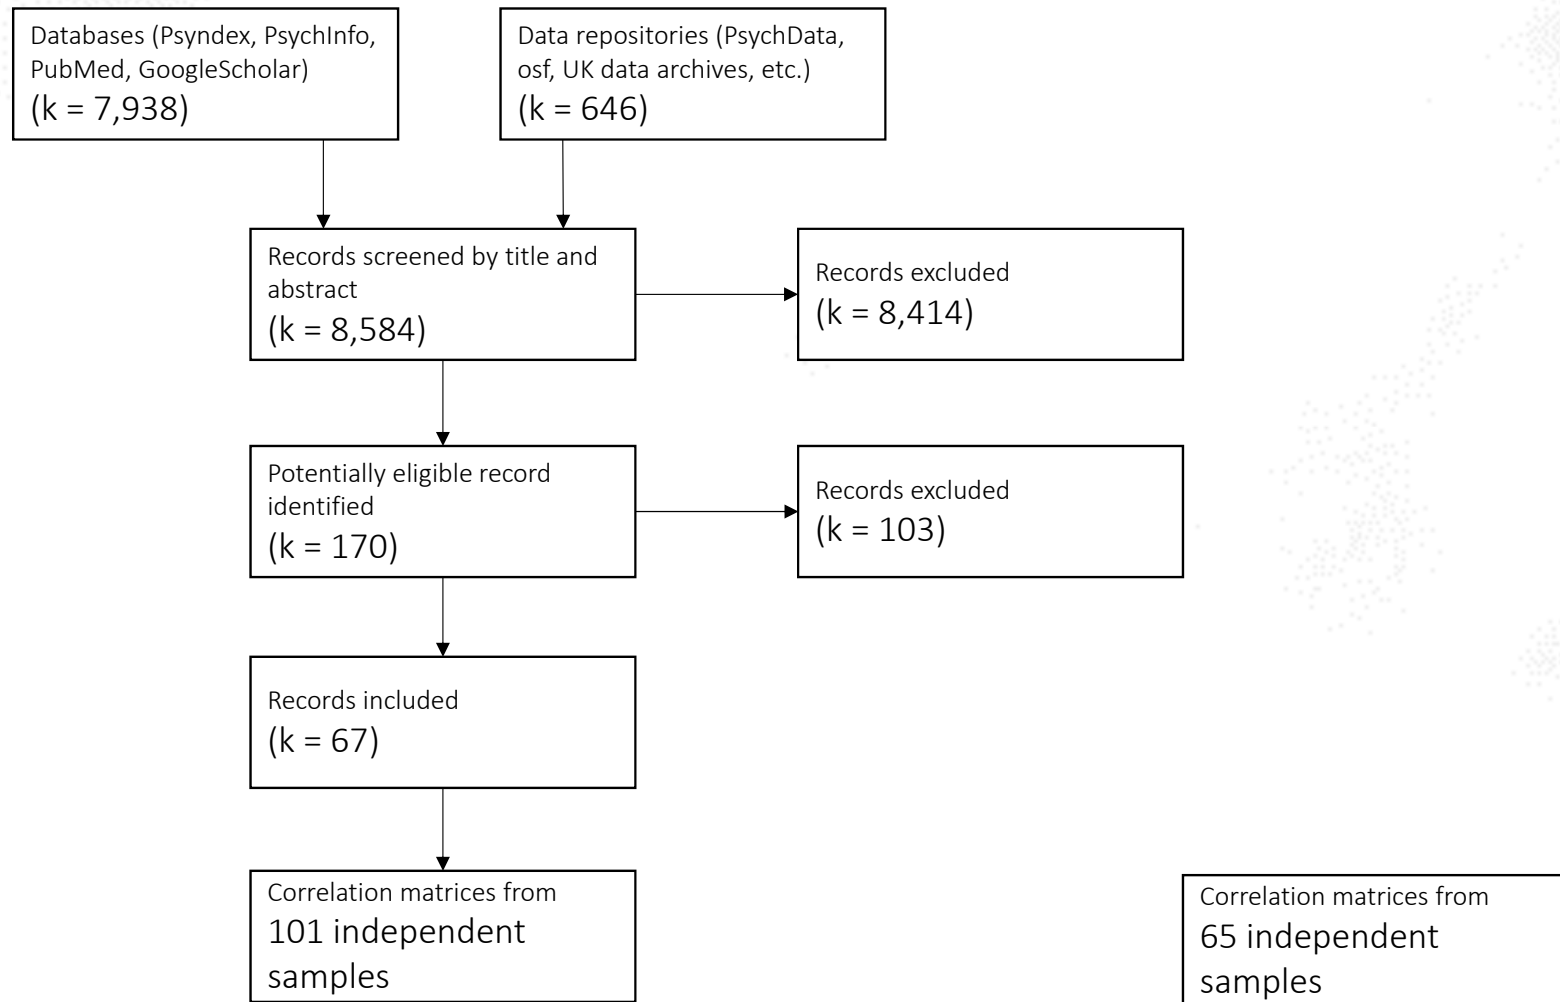 Databases (Psyndex, PsychInfo,
PubMed, GoogleScholar)
(k = 7,938)
Data repositories (PsychData,
osf, UK data archives, etc.)
(k = 646)
Records screened by title and
abstract
(k = 8,584)
Records excluded
(k = 8,414)
Potentially eligible record
identified
(k = 170)
Records excluded
(k = 103)
Records included
(k = 67)
Correlation matrices from
101 independent
samples
Correlation matrices from
65 independent
samples